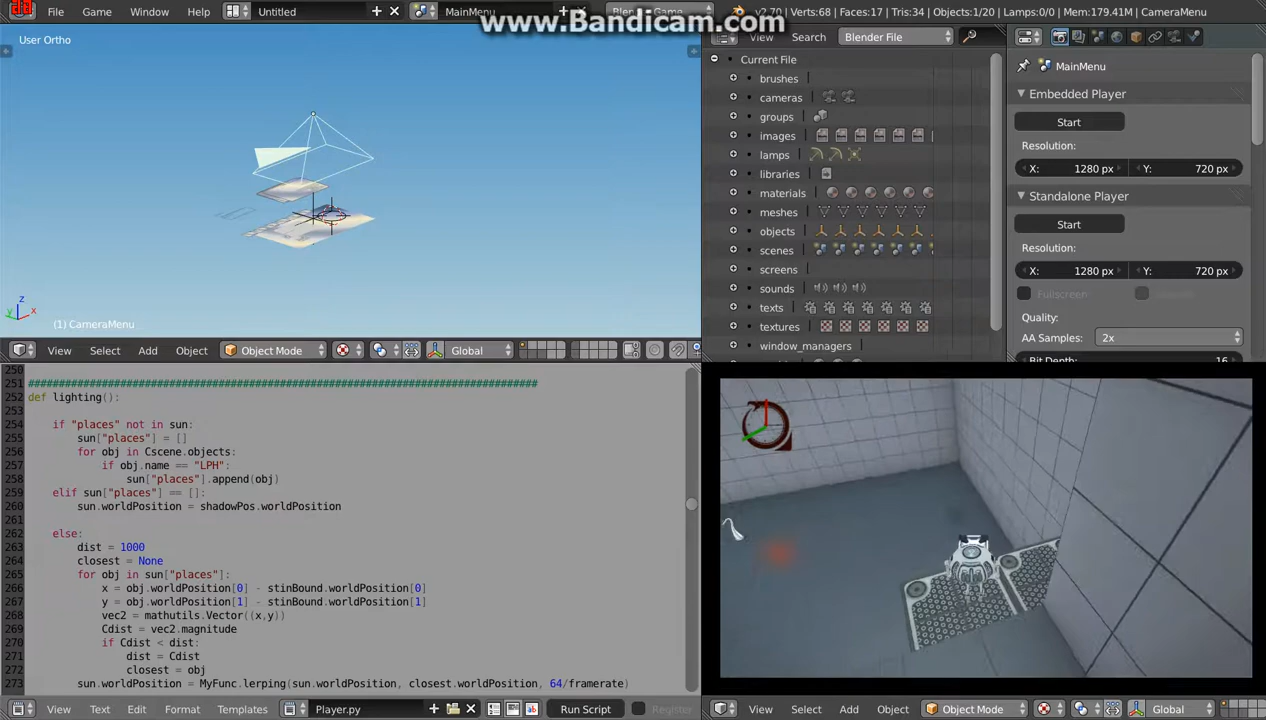 File Game Window Help Untitled MainMenu v2.70 | Verts:68 | Faces:17 | Tris:34 | Objects:1/20 | Lamps:0/0 | Mem:179.41M | CameraMenu
www.Bandicam.com
User Ortho
(1) CameraMenu
View Select Add Object Object Mode Global
View Search Blender File
Current File
brushes
cameras
groups
images
lamps
libraries
materials
meshes
objects
scenes
screens
sounds
texts
textures
window_managers
MainMenu
Embedded Player
Start
Resolution:
X: 1280 px Y: 720 px
Standalone Player
Start
Resolution:
X: 1280 px Y: 720 px
Fullscreen
Quality:
AA Samples: 2x
Bit Depth: 16
250
251 ###################################################################################
252 def lighting():
253
254 if "places" not in sun:
255 sun["places"] = []
256 for obj in Cscene.objects:
257 if obj.name == "LPH":
258 sun["places"].append(obj)
259 elif sun["places"] == []:
260 sun.worldPosition = shadowPos.worldPosition
261
262 else:
263 dist = 1000
264 closest = None
265 for obj in sun["places"]:
266 x = obj.worldPosition[0] - stinBound.worldPosition[0]
267 y = obj.worldPosition[1] - stinBound.worldPosition[1]
268 vec2 = mathutils.Vector((x,y))
269 Cdist = vec2.magnitude
270 if Cdist < dist:
271 dist = Cdist
272 closest = obj
273 sun.worldPosition = MyFunc.lerping(sun.worldPosition, closest.worldPosition, 64/framerate)
View Text Edit Format Templates Player.py Run Script Register
View Select Add Object Object Mode Global